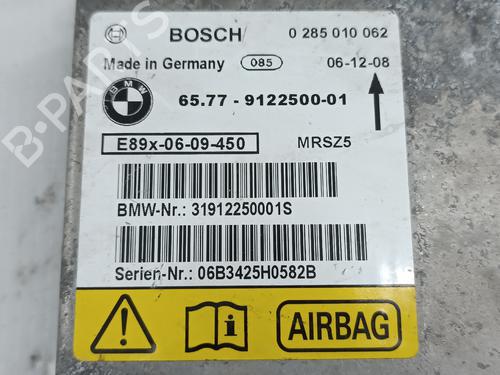 BOSCH 0 285 010 062
Made in Germany 085 06-12-08
BMW
65.77 - 9122500-01
E89x-06-09-450 MRSZ5
BMW-Nr.: 31912250001S
Serien-Nr.: 06B3425H0582B
AIRBAG
B-PARTS